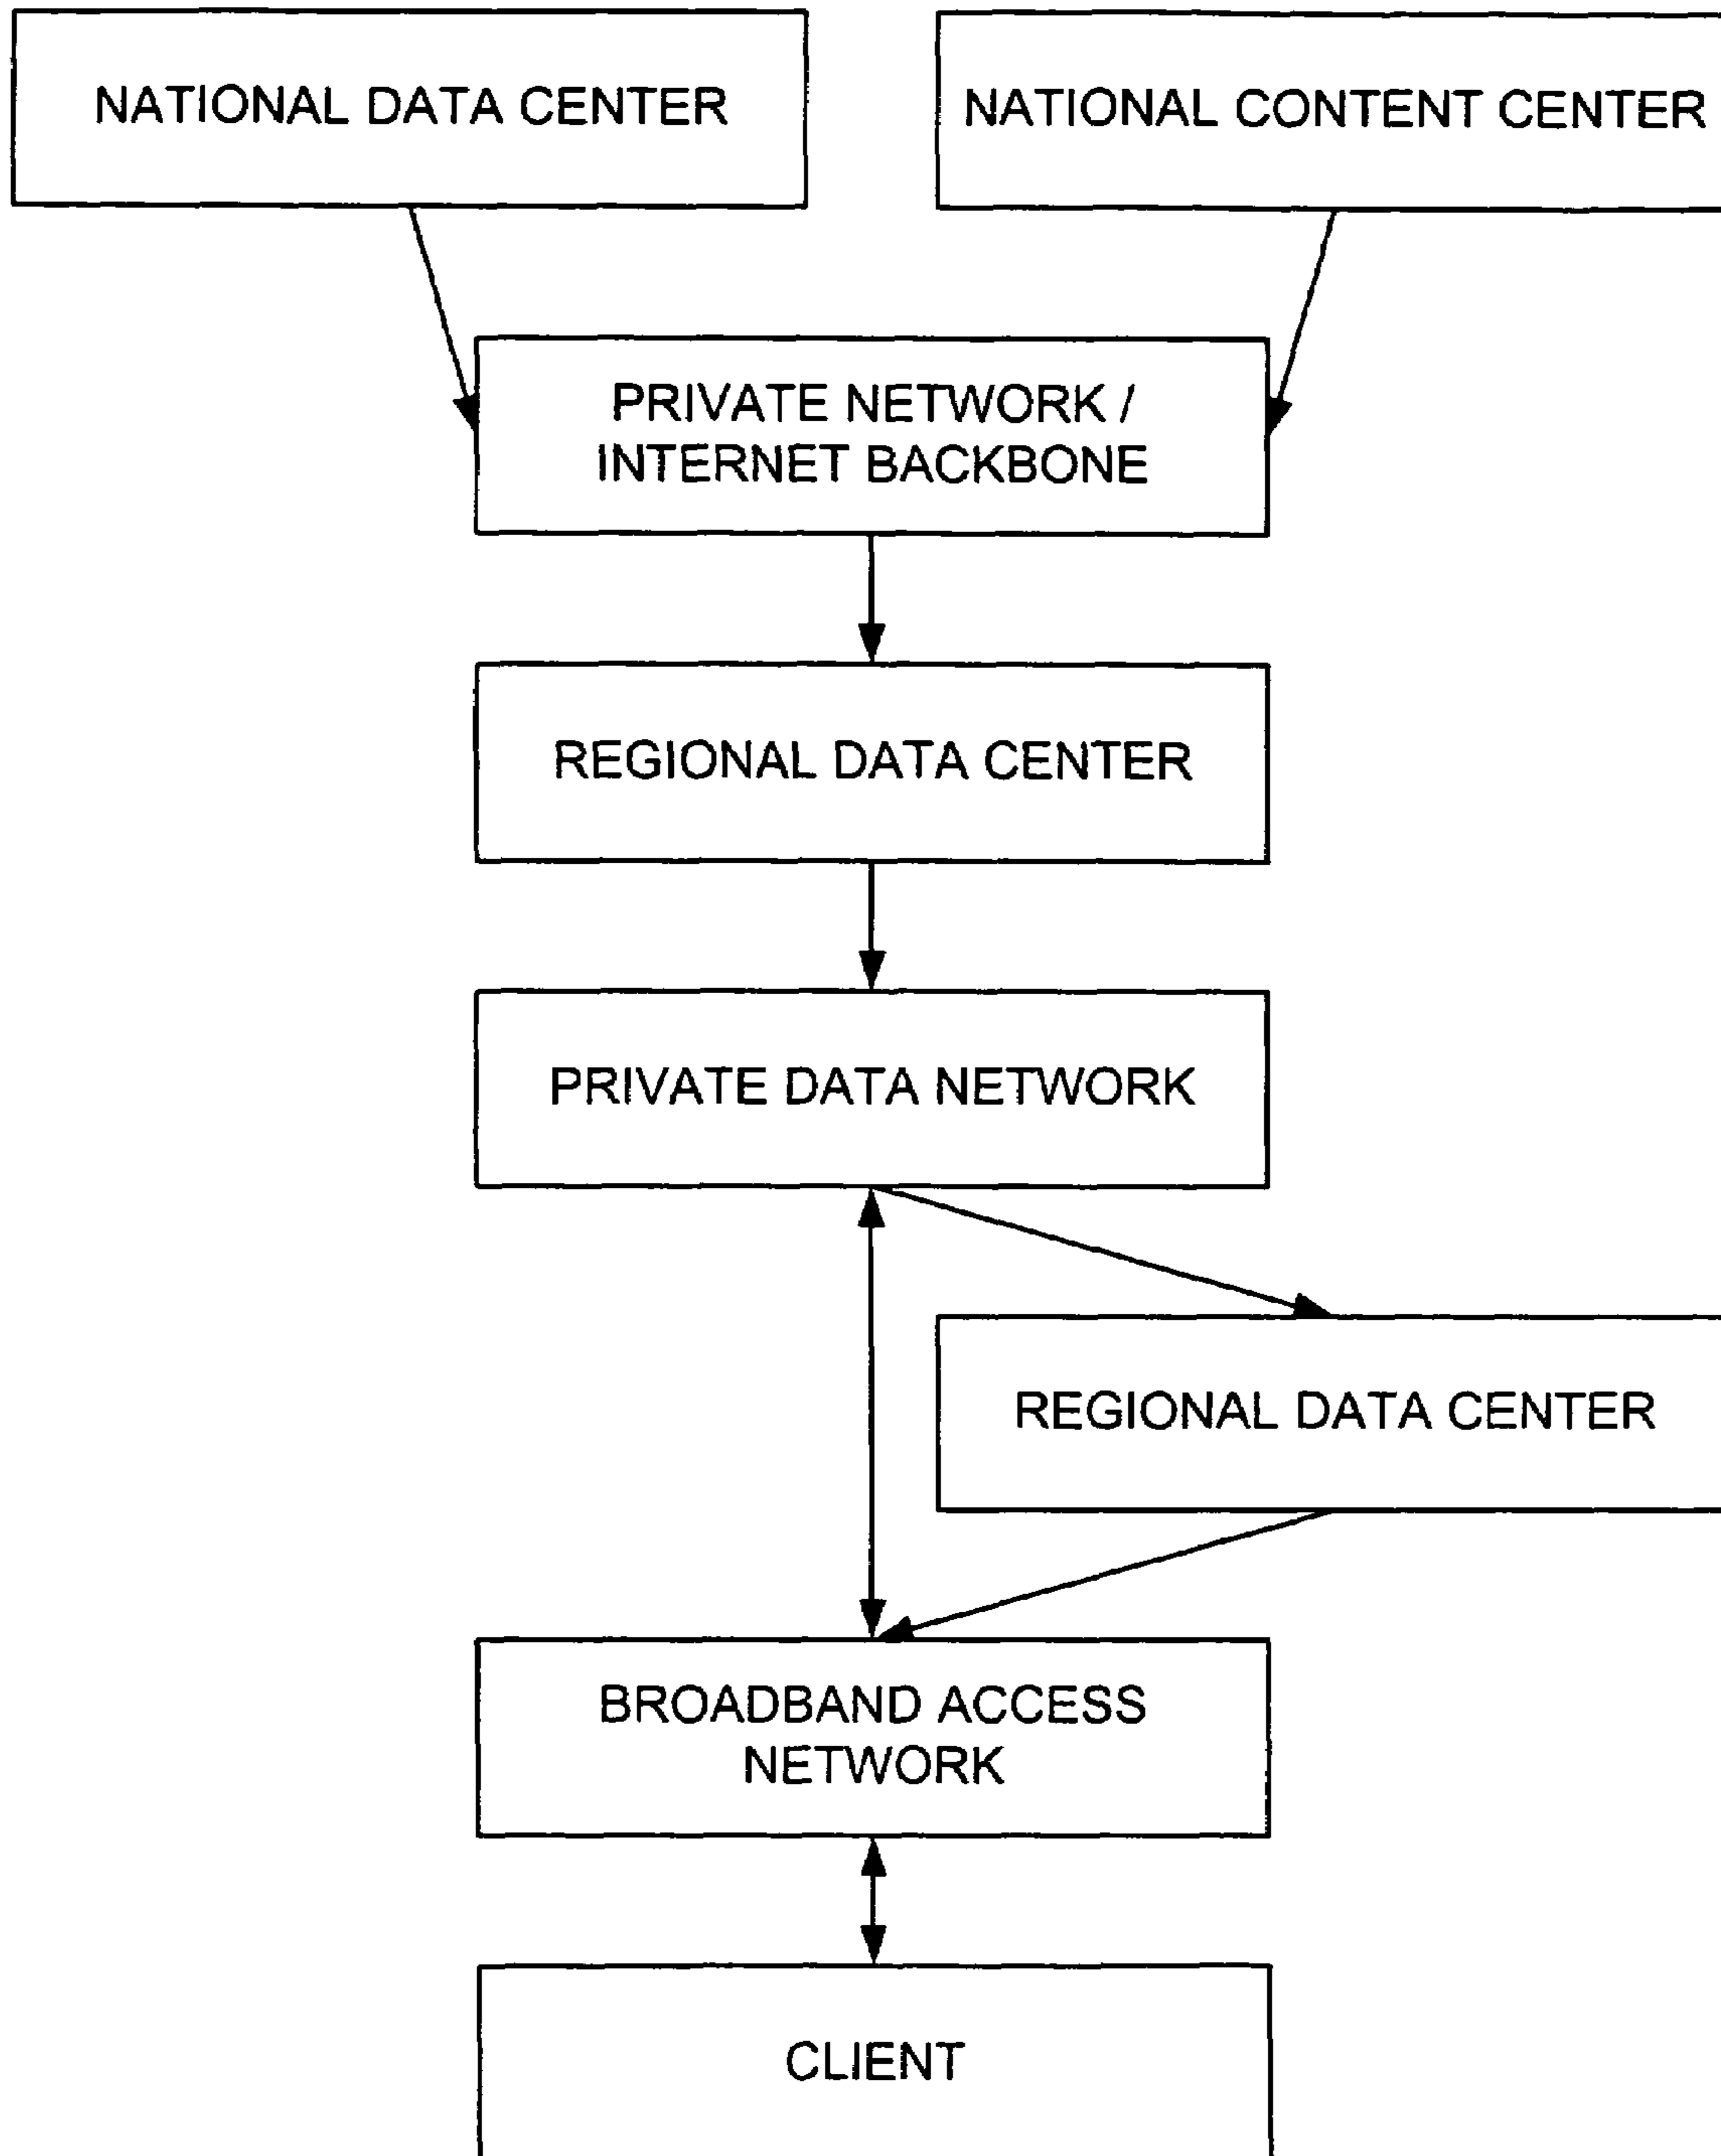 NATIONAL DATA CENTER
NATIONAL CONTENT CENTER
PRIVATE NETWORK /
INTERNET BACKBONE
REGIONAL DATA CENTER
PRIVATE DATA NETWORK
REGIONAL DATA CENTER
BROADBAND ACCESS
NETWORK
CLIENT